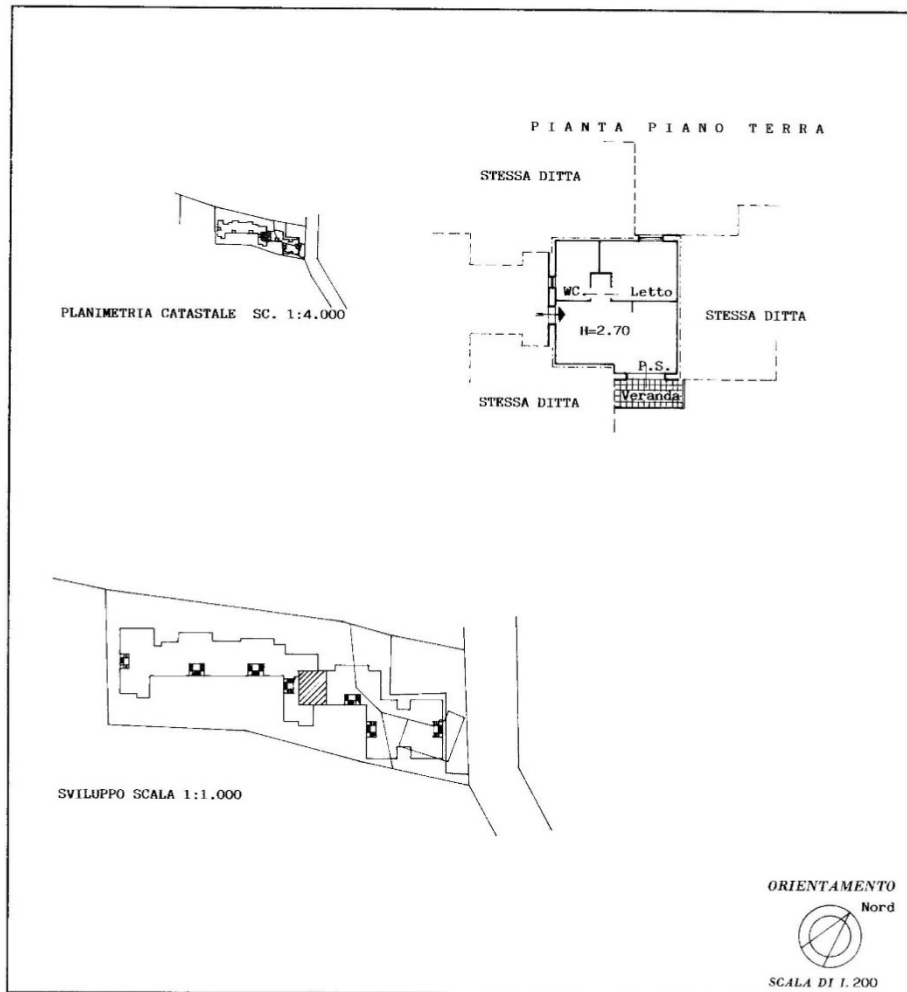 PIANTA PIANO TERRA
STESSA DITTA
PLANIMETRIA CATASTALE SC. 1:4.000
WC.
Letto
STESSA DITTA
H=2.70
P.S.
Veranda
STESSA DITTA
SVILUPPO SCALA 1:1.000
ORIENTAMENTO
Nord
SCALA DI 1.200